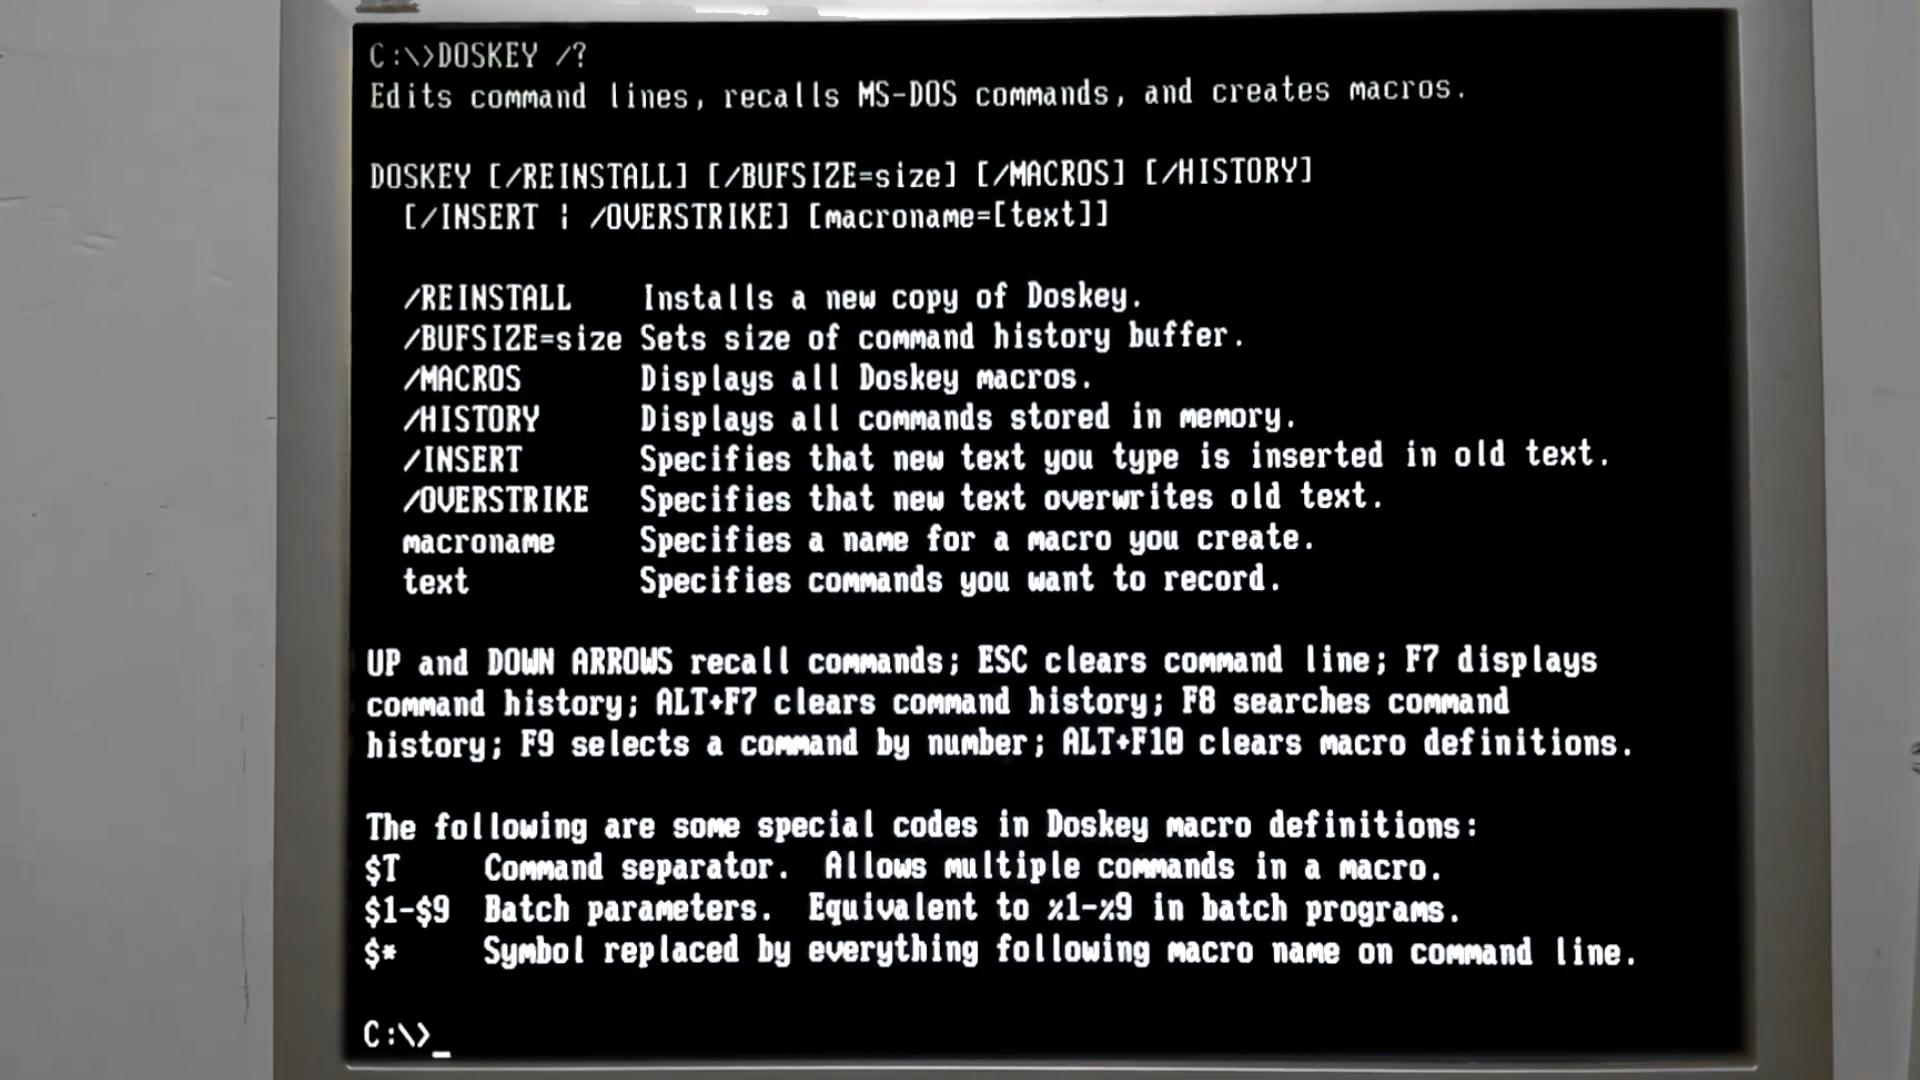 C:\>DOSKEY /?
Edits command lines, recalls MS-DOS commands, and creates macros.
DOSKEY [/REINSTALL] [/BUFSIZE=size] [/MACROS] [/HISTORY]
  [/INSERT ¦ /OVERSTRIKE] [macroname=[text]]
  /REINSTALL    Installs a new copy of Doskey.
  /BUFSIZE=size Sets size of command history buffer.
  /MACROS       Displays all Doskey macros.
  /HISTORY      Displays all commands stored in memory.
  /INSERT       Specifies that new text you type is inserted in old text.
  /OVERSTRIKE   Specifies that new text overwrites old text.
  macroname     Specifies a name for a macro you create.
  text          Specifies commands you want to record.
UP and DOWN ARROWS recall commands; ESC clears command line; F7 displays
command history; ALT+F7 clears command history; F8 searches command
history; F9 selects a command by number; ALT+F10 clears macro definitions.
The following are some special codes in Doskey macro definitions:
$T     Command separator.  Allows multiple commands in a macro.
$1-$9  Batch parameters.  Equivalent to %1-%9 in batch programs.
$*     Symbol replaced by everything following macro name on command line.
C:\>_